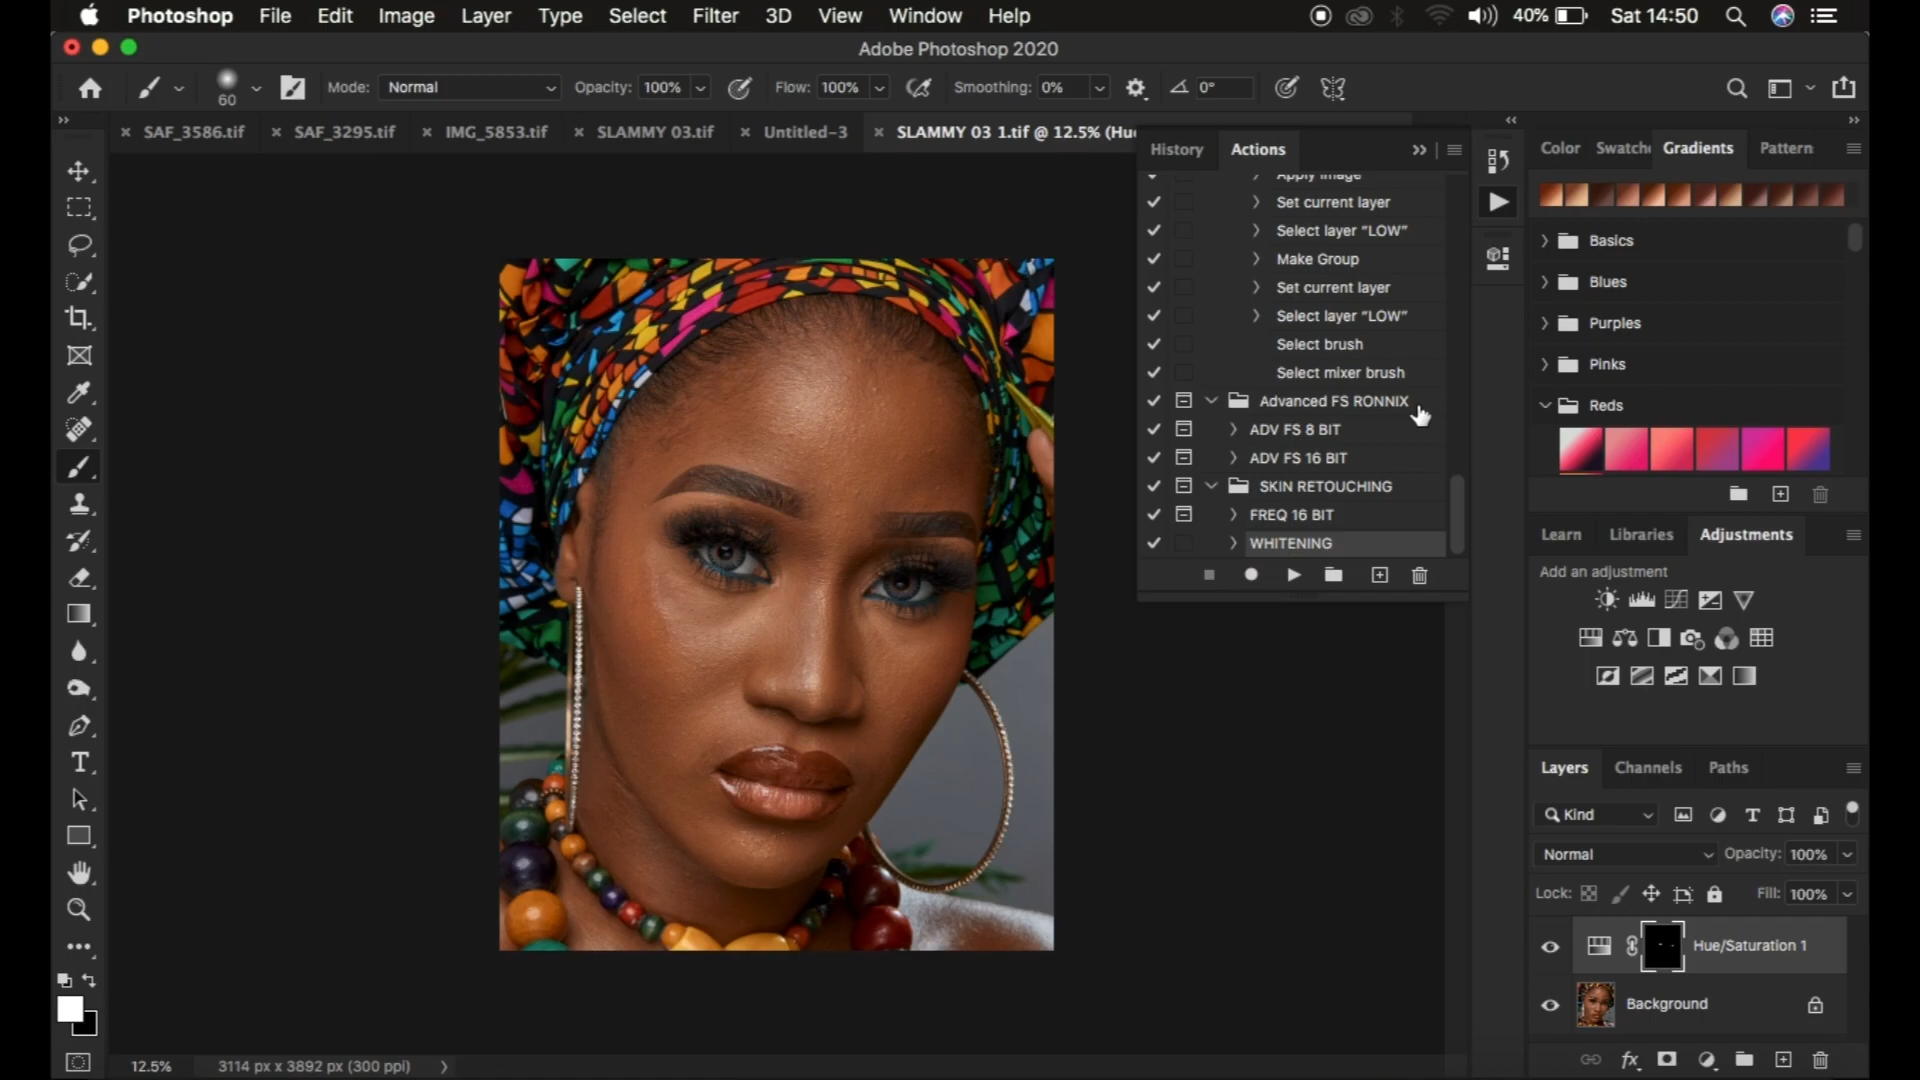 Photoshop File Edit Image Layer Type Select Filter 3D View Window Help 40% Sat 14:50
Adobe Photoshop 2020
60 Mode: Normal Opacity: 100% Flow: 100% Smoothing: 0% 0°
SAF_3586.tif SAF_3295.tif IMG_5853.tif SLAMMY 03.tif Untitled-3 SLAMMY 03 1.tif @ 12.5% (Hue
History Actions
Apply Image
Set current layer
Select layer “LOW”
Make Group
Set current layer
Select layer “LOW”
Select brush
Select mixer brush
Advanced FS RONNIX
ADV FS 8 BIT
ADV FS 16 BIT
SKIN RETOUCHING
FREQ 16 BIT
WHITENING
Color Swatche Gradients Pattern
Basics
Blues
Purples
Pinks
Reds
Learn Libraries Adjustments
Add an adjustment
Layers Channels Paths
Kind
Normal Opacity: 100%
Lock: Fill: 100%
Hue/Saturation 1
Background
12.5% 3114 px x 3892 px (300 ppi)